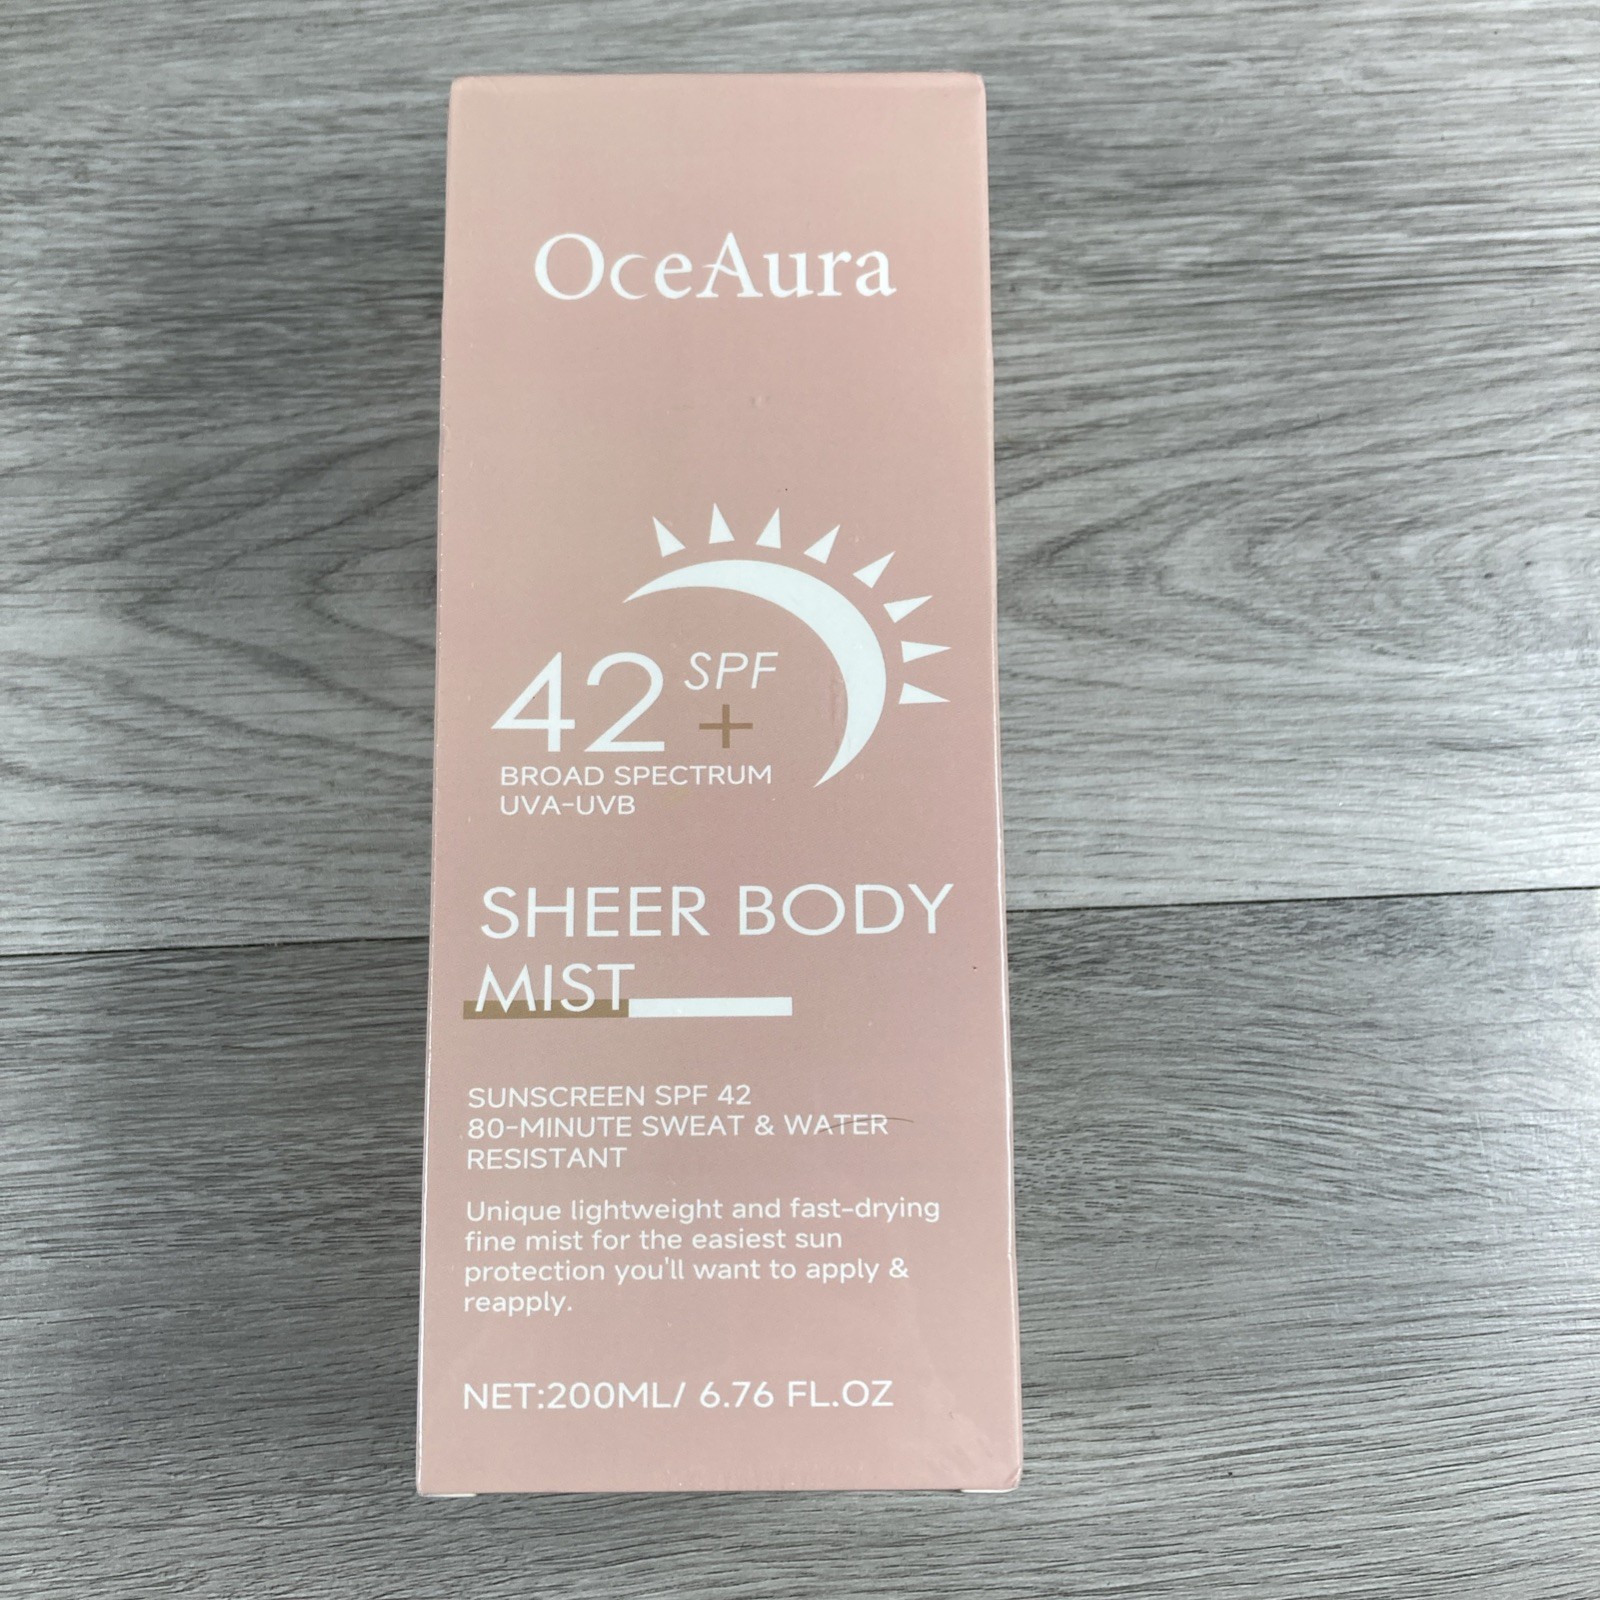 OceAura
42 SPF +
BROAD SPECTRUM
UVA-UVB
SHEER BODY
MIST
SUNSCREEN SPF 42
80-MINUTE SWEAT & WATER
RESISTANT
Unique lightweight and fast-drying
fine mist for the easiest sun
protection you'll want to apply &
reapply.
NET:200ML/ 6.76 FL.OZ